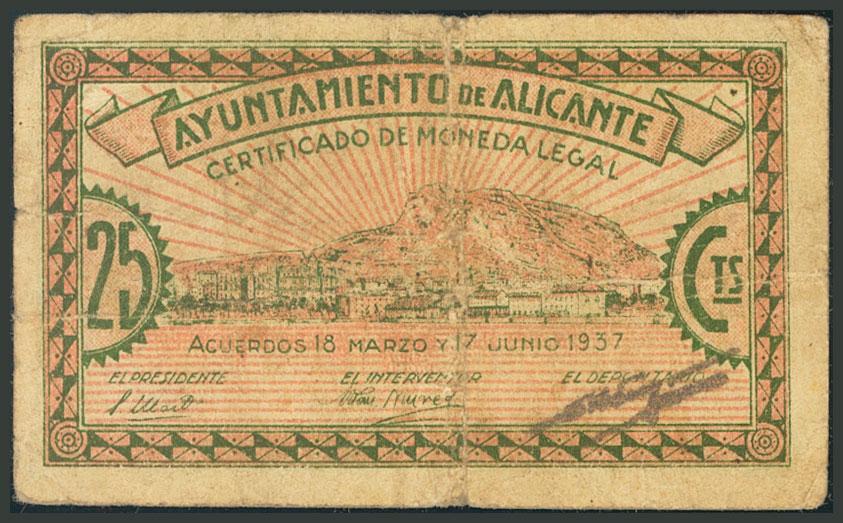 AYUNTAMIENTO DE ALICANTE
CERTIFICADO DE MONEDA LEGAL
25 CTS
ACUERDOS 18 MARZO Y 17 JUNIO 1937
EL PRESIDENTE EL INTERVENTOR EL DEPOSITARIO